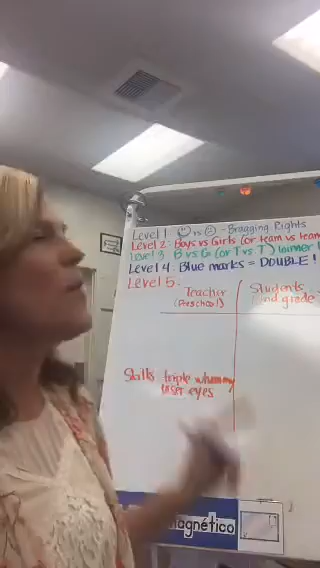 Level 1 ☺ vs ☹ - Bragging Rights
Level 2: Boys vs Girls (or team vs team
Level 3 B vs G (or T vs T)
Level 4: Blue marks = DOUBLE!
Level 5:
Teacher
(Preschool)
Students
2nd grade
Skills triple whammy
laser eyes
magnético